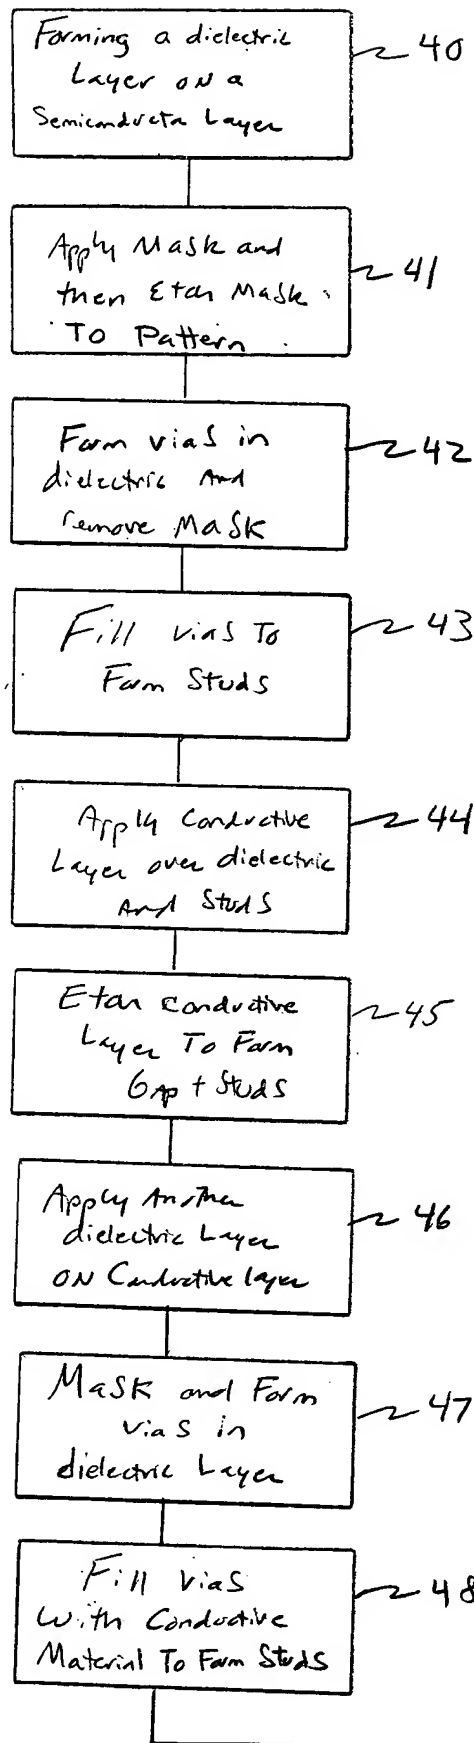 Forming a dielectric
Layer on a
Semiconductor Layer
40
Apply Mask and
then Etch Mask
To Pattern
41
Form vias in
dielectric And
remove Mask
42
Fill vias To
Form Studs
43
Apply Conductive
Layer over dielectric
And Studs
44
Etch conductive
Layer To Form
Gap + Studs
45
Apply Another
dielectric Layer
on Conductive layer
46
Mask and Form
vias in
dielectric Layer
47
Fill vias
With Conductive
Material To Form Studs
48